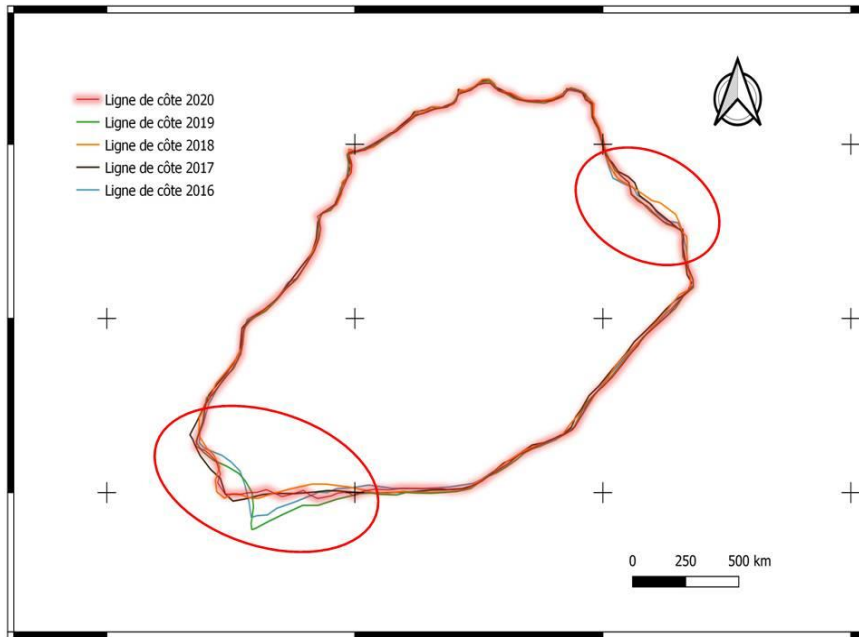 Ligne de côte 2020
Ligne de côte 2019
Ligne de côte 2018
Ligne de côte 2017
Ligne de côte 2016
0 250 500 km